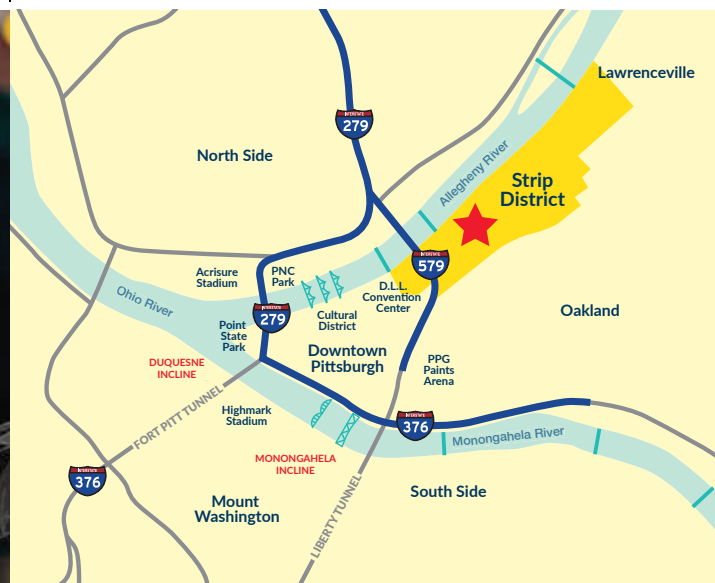 Lawrenceville
279
North Side
Allegheny River
Strip
District
Acrisure
Stadium
PNC
Park
579
D.L.L.
Convention
Center
Ohio River
279
Cultural
District
Oakland
Point
State
Park
Downtown
Pittsburgh
DUQUESNE
INCLINE
PPG
Paints
Arena
FORT PITT TUNNEL
Highmark
Stadium
376
Monongahela River
MONONGAHELA
INCLINE
376
Mount
Washington
South Side
LIBERTY TUNNEL